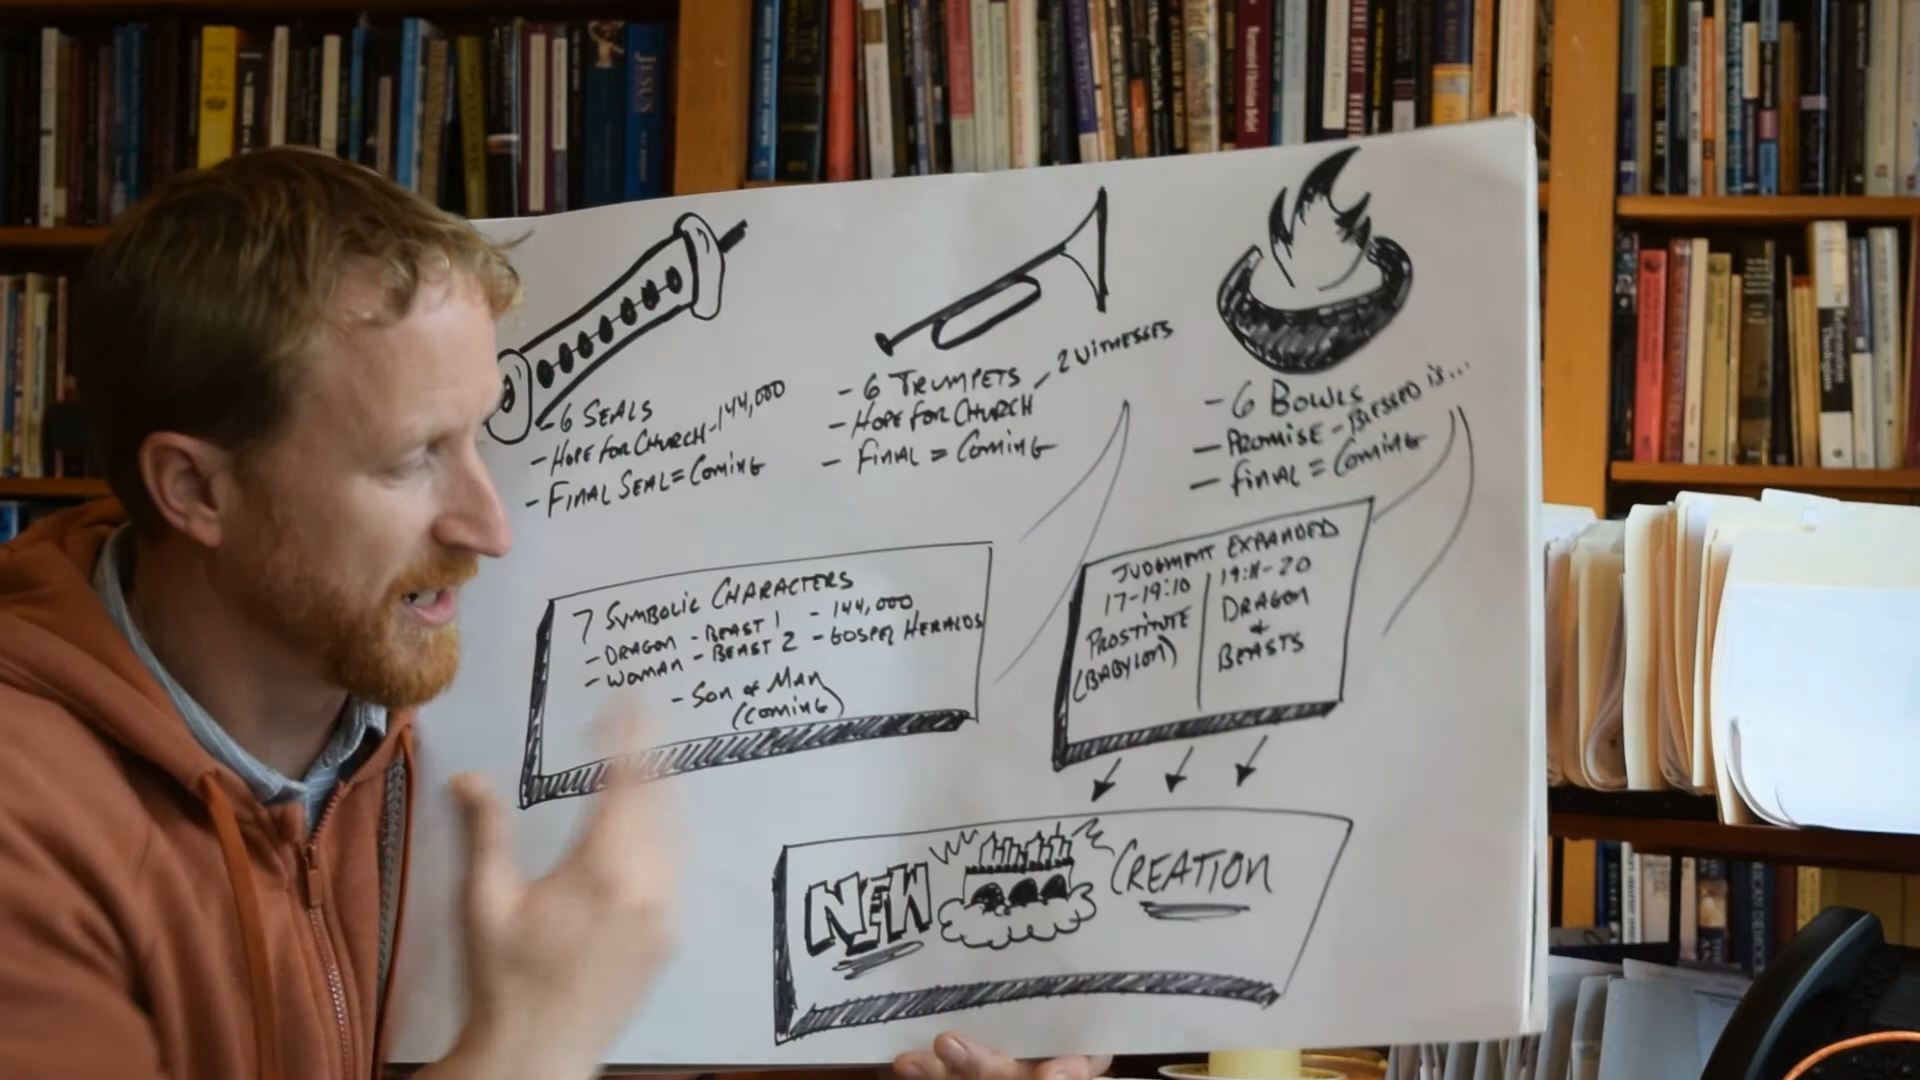 - 6 SEALS
- HOPE FOR CHURCH - 144,000
- FINAL SEAL = COMING
- 6 TRUMPETS - 2 WITNESSES
- HOPE FOR CHURCH
- FINAL = COMING
- 6 BOWLS
- PROMISE - BLESSED IS...
- FINAL = COMING
7 SYMBOLIC CHARACTERS
- DRAGON - BEAST 1 - 144,000
- WOMAN - BEAST 2 - GOSPEL HERALDS
- SON OF MAN
(COMING)
JUDGMENT EXPANDED
17-19:10
PROSTITUTE
(BABYLON)
19:11-20
DRAGON
+
BEASTS
NEW CREATION
JESUS